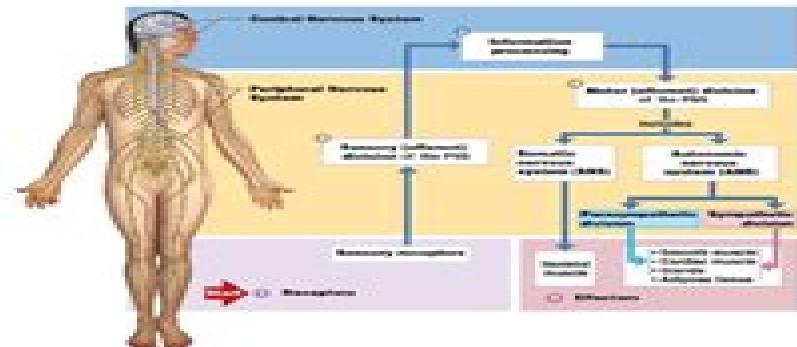 Central Nervous System
Information
processing
Peripheral Nervous
System
Motor (efferent) division
of the PNS
includes
Sensory (afferent)
division of the PNS
Somatic
nervous
system (SNS)
Autonomic
nervous
system (ANS)
Parasympathetic
division
Sympathetic
division
Sensory receptors
Skeletal
muscle
• Smooth muscle
• Cardiac muscle
• Glands
• Adipose tissue
Receptors
Effectors